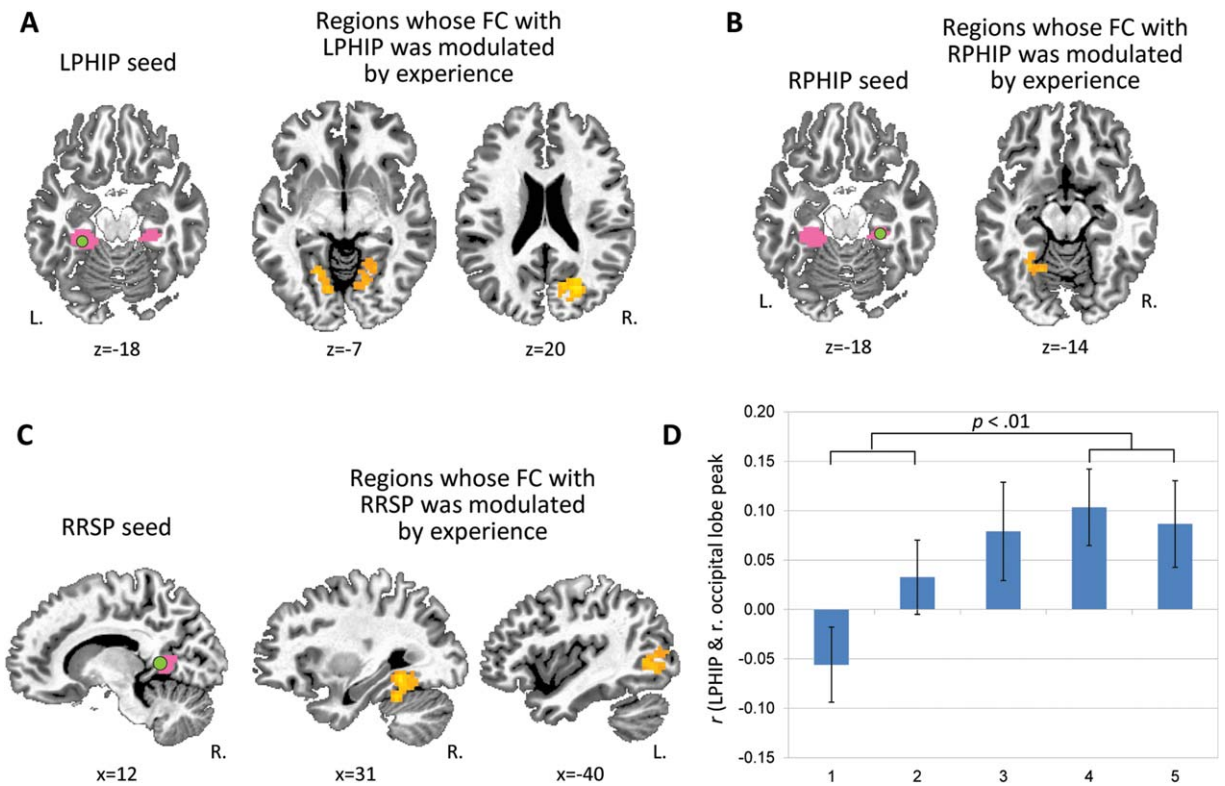 A
LPHIP seed
Regions whose FC with
LPHIP was modulated
by experience
L.
R.
z=-18
z=-7
z=20
B
RPHIP seed
Regions whose FC with
RPHIP was modulated
by experience
L.
R.
z=-18
z=-14
C
RRSP seed
Regions whose FC with
RRSP was modulated
by experience
R.
R.
L.
x=12
x=31
x=-40
D
r (LPHIP & r. occipital lobe peak
0.20
0.15
0.10
0.05
0.00
-0.05
-0.10
-0.15
p < .01
1 2 3 4 5